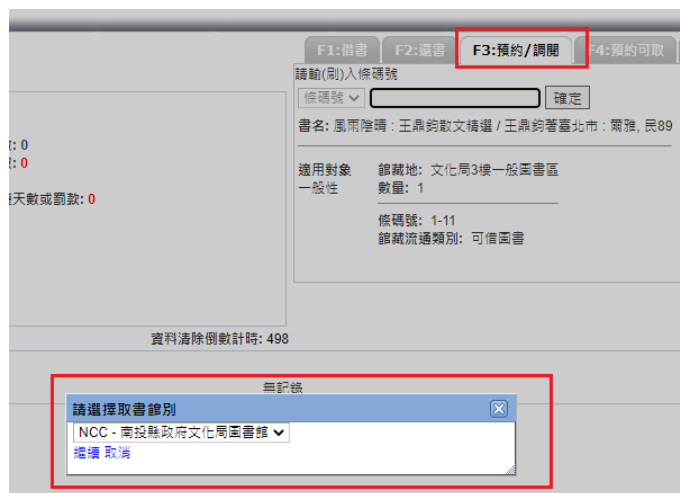 F1:借書 F2:還書 F3:預約/調閱 F4:預約可取
請輸(刷)入條碼號
條碼號 確定
書名: 風雨陰晴 : 王鼎鈞散文精選 / 王鼎鈞著臺北市 : 爾雅, 民89
: 0
: 0
適用對象 館藏地: 文化局3樓一般圖書區
一般性 數量: 1
天數或罰款: 0
條碼號: 1-11
館藏流通類別: 可借圖書
資料清除倒數計時: 498
無記錄
請選擇取書館別
NCC - 南投縣政府文化局圖書館
繼續 取消